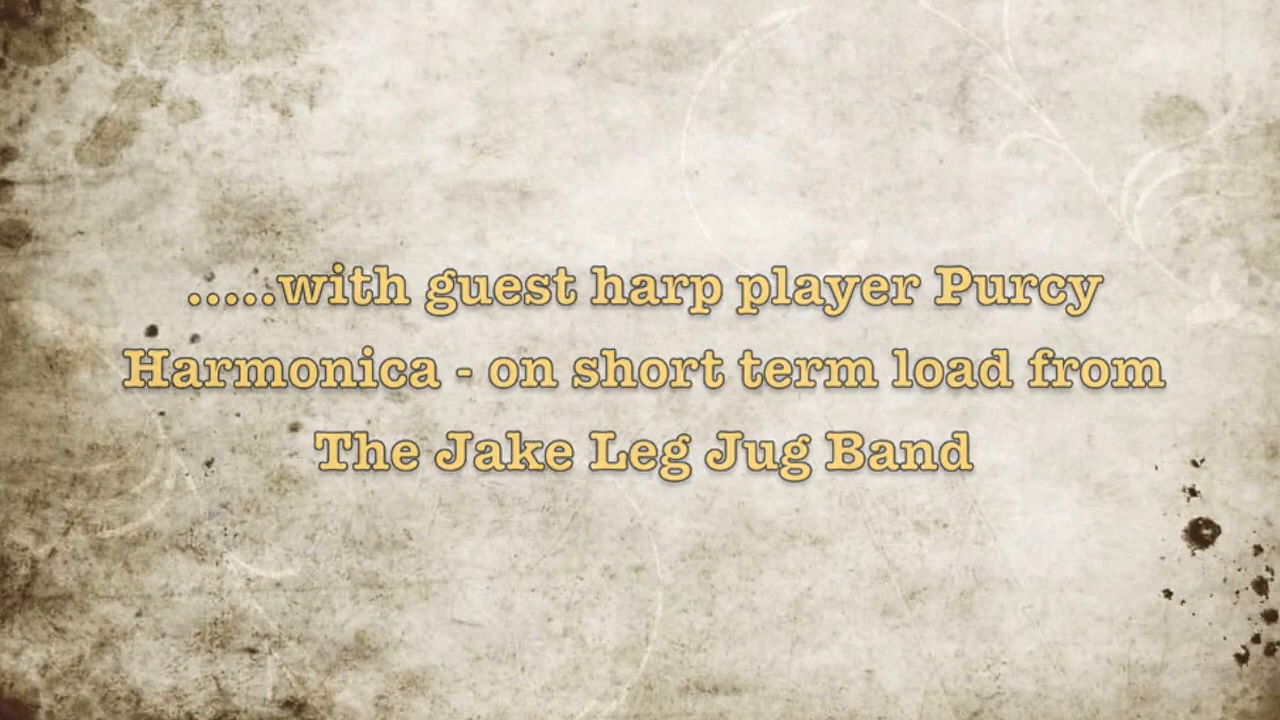 .....with guest harp player Purcy
Harmonica - on short term load from
The Jake Leg Jug Band